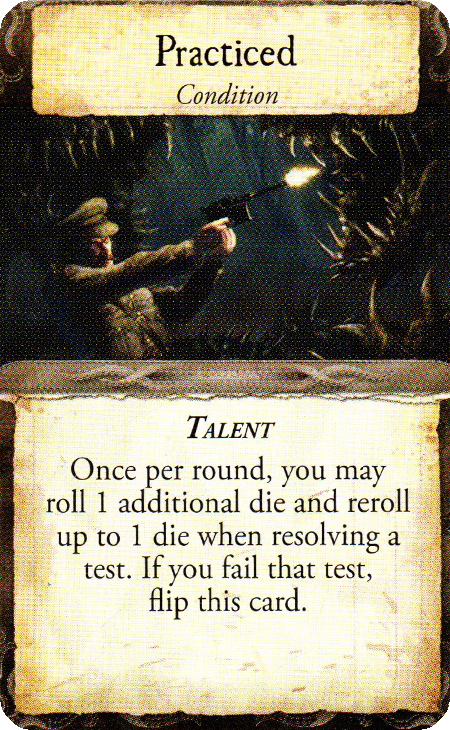 Practiced
Condition
TALENT
Once per round, you may
roll 1 additional die and reroll
up to 1 die when resolving a
test. If you fail that test,
flip this card.